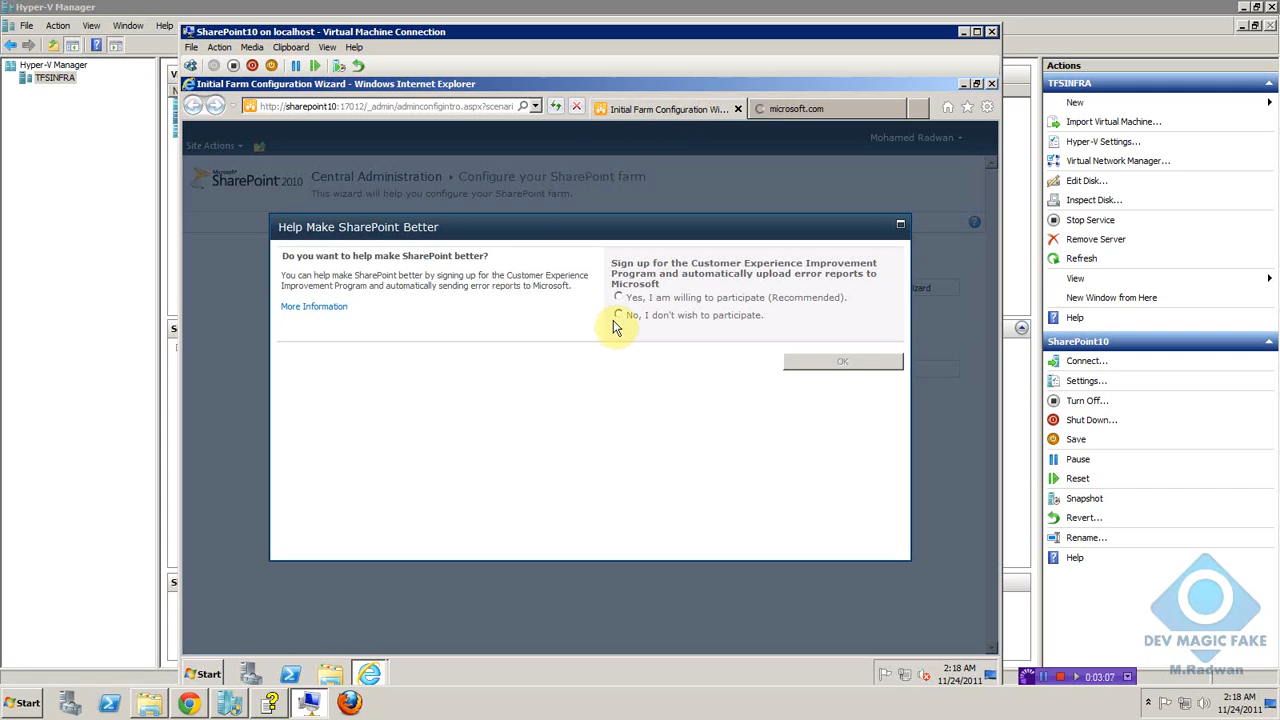 Hyper-V Manager
File Action View Window Help
Hyper-V Manager
TFSINFRA
SharePoint10 on localhost - Virtual Machine Connection
File Action Media Clipboard View Help
Initial Farm Configuration Wizard - Windows Internet Explorer
http://sharepoint10:17012/_admin/adminconfigintro.aspx?scenari
Initial Farm Configuration Wi...
microsoft.com
Site Actions
Mohamed Radwan
Microsoft
SharePoint 2010
Central Administration Configure your SharePoint farm
This wizard will help you configure your SharePoint farm.
Help Make SharePoint Better
Do you want to help make SharePoint better?
You can help make SharePoint better by signing up for the Customer Experience
Improvement Program and automatically sending error reports to Microsoft.
More Information
Sign up for the Customer Experience Improvement
Program and automatically upload error reports to
Microsoft
Yes, I am willing to participate (Recommended).
No, I don't wish to participate.
OK
Start
2:18 AM
11/24/2011
Actions
TFSINFRA
New
Import Virtual Machine...
Hyper-V Settings...
Virtual Network Manager...
Edit Disk...
Inspect Disk...
Stop Service
Remove Server
Refresh
View
New Window from Here
Help
SharePoint10
Connect...
Settings...
Turn Off...
Shut Down...
Save
Pause
Reset
Snapshot
Revert...
Rename...
Help
DEV MAGIC FAKE
M.Radwan
03:07
Start
2:18 AM
11/24/2011